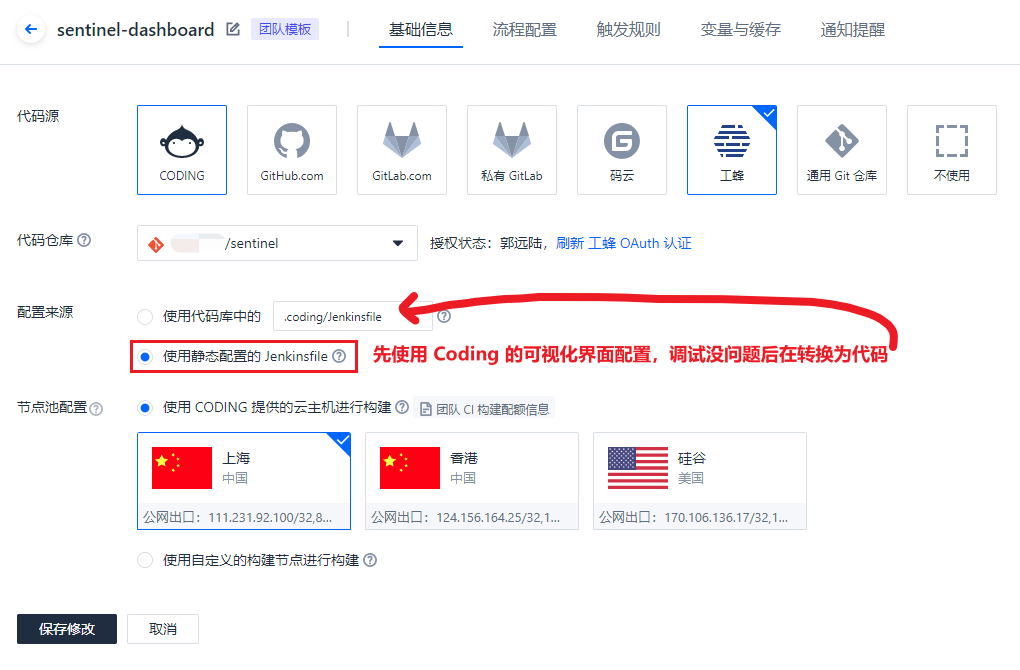 sentinel-dashboard 团队模板 基础信息 流程配置 触发规则 变量与缓存 通知提醒
代码源
CODING GitHub.com GitLab.com 私有 GitLab 码云 工蜂 通用 Git 仓库 不使用
代码仓库 /sentinel 授权状态：郭远陆，刷新 工蜂 OAuth 认证
配置来源 使用代码库中的 .coding/Jenkinsfile
使用静态配置的 Jenkinsfile 先使用 Coding 的可视化界面配置，调试没问题后在转换为代码
节点池配置 使用 CODING 提供的云主机进行构建 团队 CI 构建配额信息
上海 香港 硅谷
中国 中国 美国
公网出口：111.231.92.100/32,8... 公网出口：124.156.164.25/32,1... 公网出口：170.106.136.17/32,1...
使用自定义的构建节点进行构建
保存修改 取消